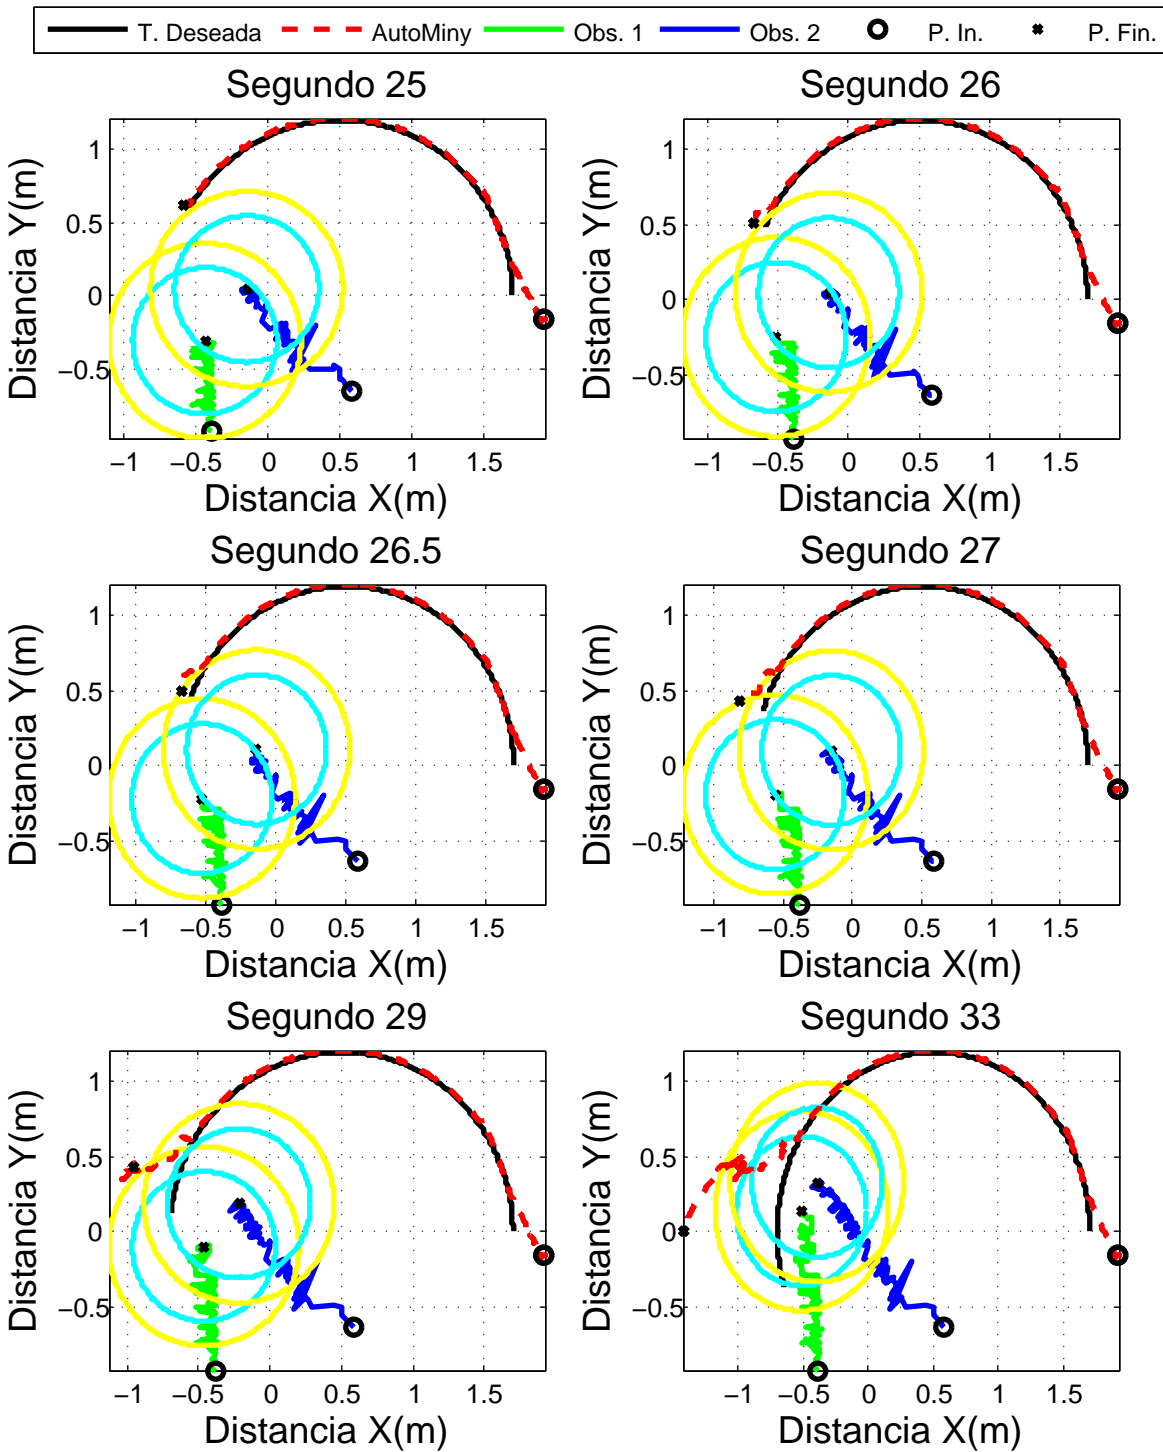 T. Deseada AutoMiny Obs. 1 Obs. 2 P. In. P. Fin.
Segundo 25
Distancia Y(m)
1
0.5
0
−0.5
−1 −0.5 0 0.5 1 1.5
Distancia X(m)
Segundo 26
Distancia Y(m)
1
0.5
0
−0.5
−1 −0.5 0 0.5 1 1.5
Distancia X(m)
Segundo 26.5
Distancia Y(m)
1
0.5
0
−0.5
−1 −0.5 0 0.5 1 1.5
Distancia X(m)
Segundo 27
Distancia Y(m)
1
0.5
0
−0.5
−1 −0.5 0 0.5 1 1.5
Distancia X(m)
Segundo 29
Distancia Y(m)
1
0.5
0
−0.5
−1 −0.5 0 0.5 1 1.5
Distancia X(m)
Segundo 33
Distancia Y(m)
1
0.5
0
−0.5
−1 −0.5 0 0.5 1 1.5
Distancia X(m)